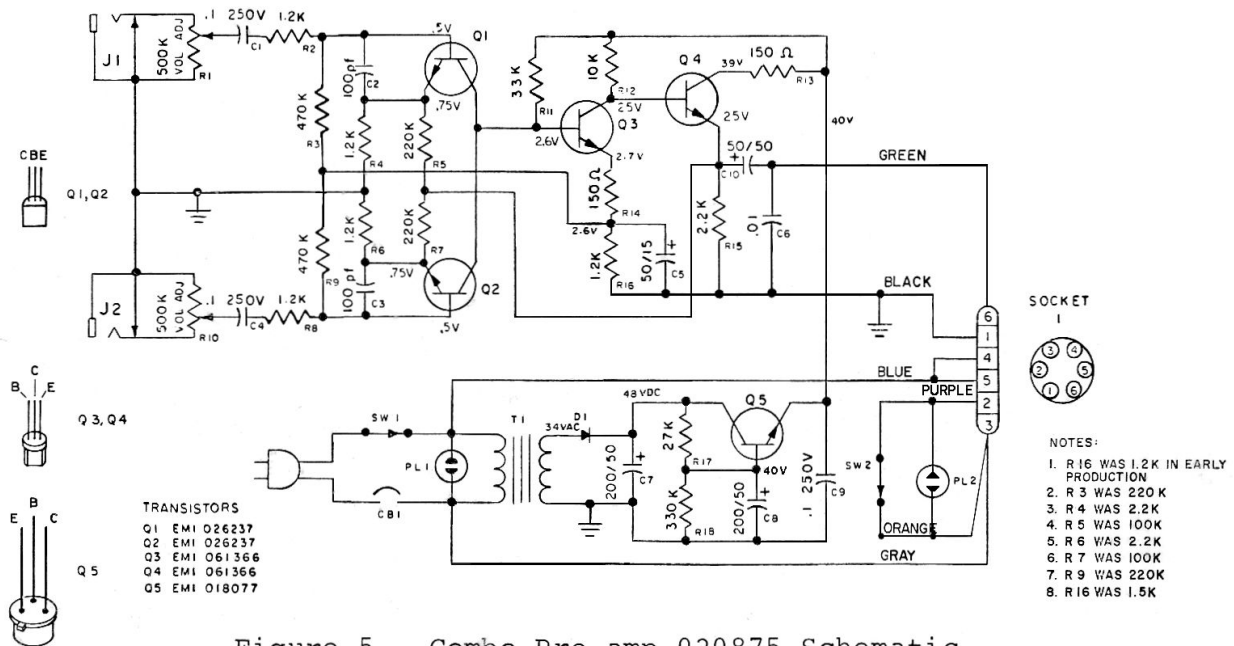 .1 250V 1.2K
C1
R2
J1
500K
VOL ADJ
R1
470K
R3
100pf
C2
1.2K
R4
220K
R5
.5V
Q1
.75V
33K
R11
10K
R12
25V
2.6V
Q3
2.7V
150Ω
R14
2.6V
1.2K
R16
50/15
C5
Q4
39V
150 Ω
R13
40V
25V
50/50
C10
2.2K
R15
.01
C6
GREEN
BLACK
CBE
Q1,Q2
470K
R9
1.2K
R6
220K
R7
100 pf
C3
.75V
Q2
.5V
J2
500K
VOL ADJ
R10
.1 250V 1.2K
C4
R8
C
B E
Q3,Q4
B
E C
Q5
SW1
PL1
CB1
T1
34VAC
D1
48VDC
200/50
C7
27K
R17
330K
R18
40V
200/50
C8
Q5
.1 250V
C9
BLUE
PURPLE
ORANGE
GRAY
SW2
PL2
6
1
4
5
2
3
SOCKET
1
3 4
2 5
1 6
TRANSISTORS
Q1 EMI 026237
Q2 EMI 026237
Q3 EMI 061366
Q4 EMI 061366
Q5 EMI 018077
NOTES:
1. R16 WAS 1.2K IN EARLY
PRODUCTION
2. R3 WAS 220K
3. R4 WAS 2.2K
4. R5 WAS 100K
5. R6 WAS 2.2K
6. R7 WAS 100K
7. R9 WAS 220K
8. R16 WAS 1.5K
Figure 5. Combo Pre-amp 020875 Schematic